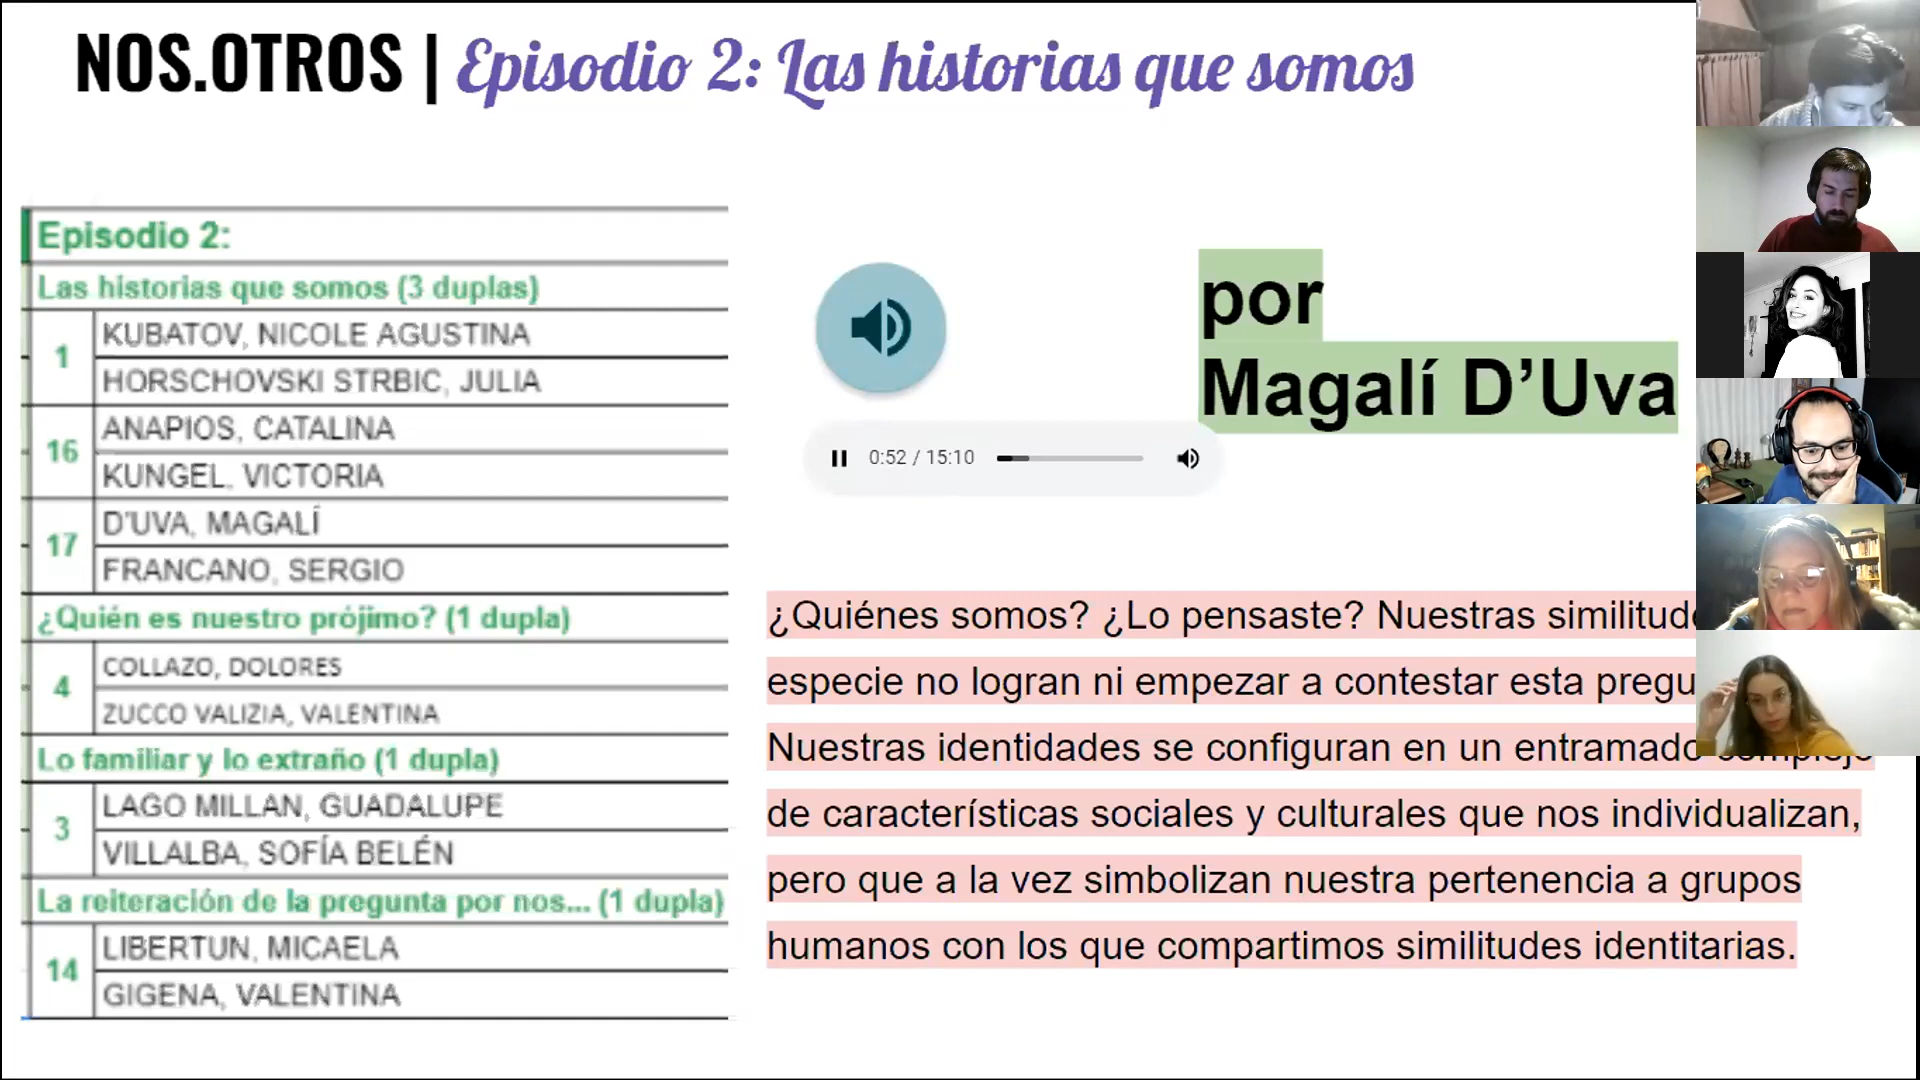 NOS.OTROS | Episodio 2: Las historias que somos
Episodio 2:
Las historias que somos (3 duplas)
1
KUBATOV, NICOLE AGUSTINA
HORSCHOVSKI STRBIC, JULIA
16
ANAPIOS, CATALINA
KUNGEL, VICTORIA
17
D'UVA, MAGALÍ
FRANCANO, SERGIO
¿Quién es nuestro prójimo? (1 dupla)
4
COLLAZO, DOLORES
ZUCCO VALIZIA, VALENTINA
Lo familiar y lo extraño (1 dupla)
3
LAGO MILLAN, GUADALUPE
VILLALBA, SOFÍA BELÉN
La reiteración de la pregunta por nos... (1 dupla)
14
LIBERTUN, MICAELA
GIGENA, VALENTINA
por
Magalí D’Uva
0:52 / 15:10
¿Quiénes somos? ¿Lo pensaste? Nuestras
especie no logran ni empezar a contestar esta
Nuestras identidades se configuran en un entramado
de características sociales y culturales que nos individualizan,
pero que a la vez simbolizan nuestra pertenencia a grupos
humanos con los que compartimos similitudes identitarias.